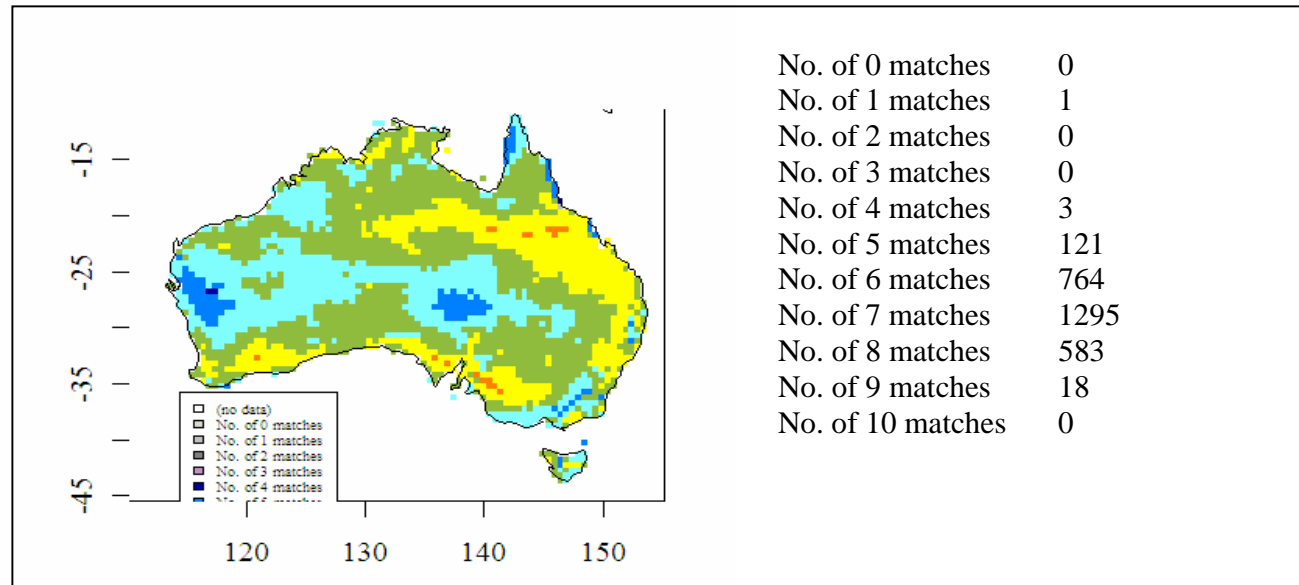 -15
-25
-35
-45
120 130 140 150
(no data)
No. of 0 matches
No. of 1 matches
No. of 2 matches
No. of 3 matches
No. of 4 matches
No. of 0 matches 0
No. of 1 matches 1
No. of 2 matches 0
No. of 3 matches 0
No. of 4 matches 3
No. of 5 matches 121
No. of 6 matches 764
No. of 7 matches 1295
No. of 8 matches 583
No. of 9 matches 18
No. of 10 matches 0